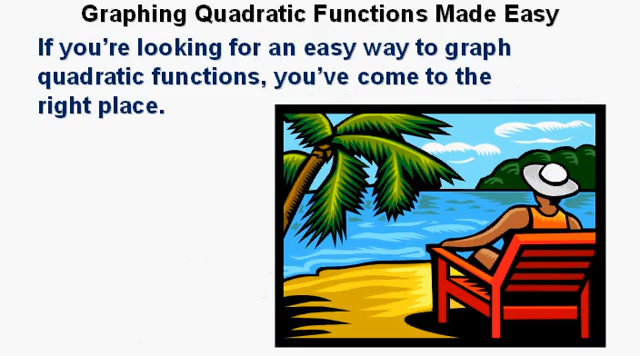 Graphing Quadratic Functions Made Easy
If you’re looking for an easy way to graph
quadratic functions, you’ve come to the
right place.